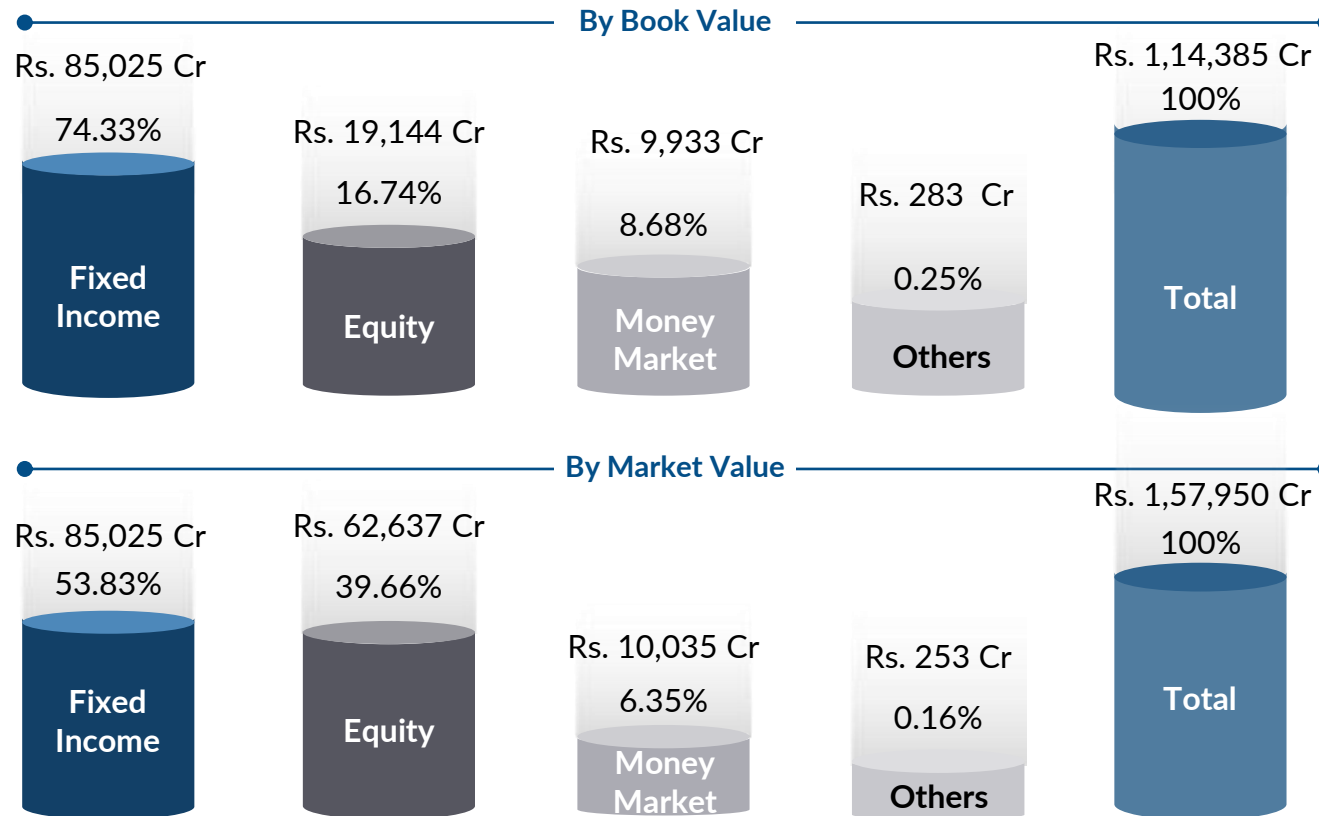 By Book Value
Rs. 85,025 Cr
74.33%
Fixed
Income
Rs. 19,144 Cr
16.74%
Equity
Rs. 9,933 Cr
8.68%
Money
Market
Rs. 283  Cr
0.25%
Others
Rs. 1,14,385 Cr
100%
Total
By Market Value
Rs. 85,025 Cr
53.83%
Fixed
Income
Rs. 62,637 Cr
39.66%
Equity
Rs. 10,035 Cr
6.35%
Money
Market
Rs. 253 Cr
0.16%
Others
Rs. 1,57,950 Cr
100%
Total